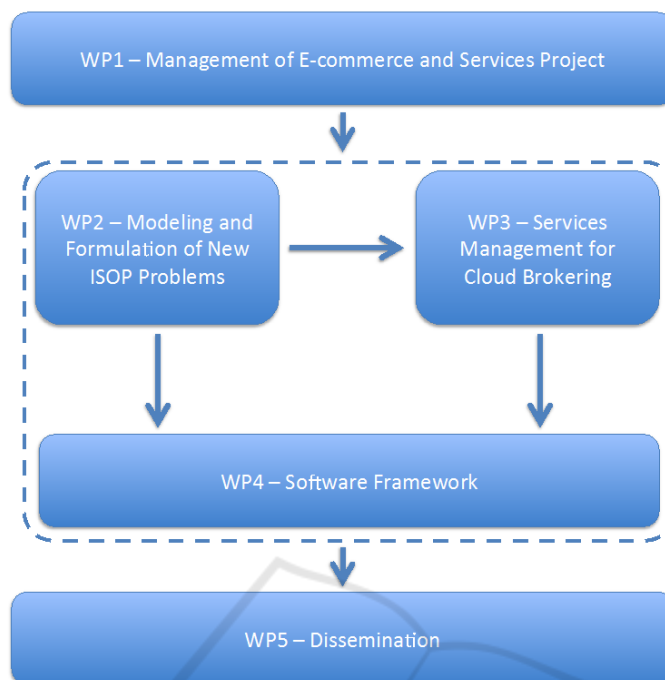 WP1 – Management of E-commerce and Services Project
WP2 – Modeling and
Formulation of New
ISOP Problems
WP3 – Services
Management for
Cloud Brokering
WP4 – Software Framework
WP5 – Dissemination